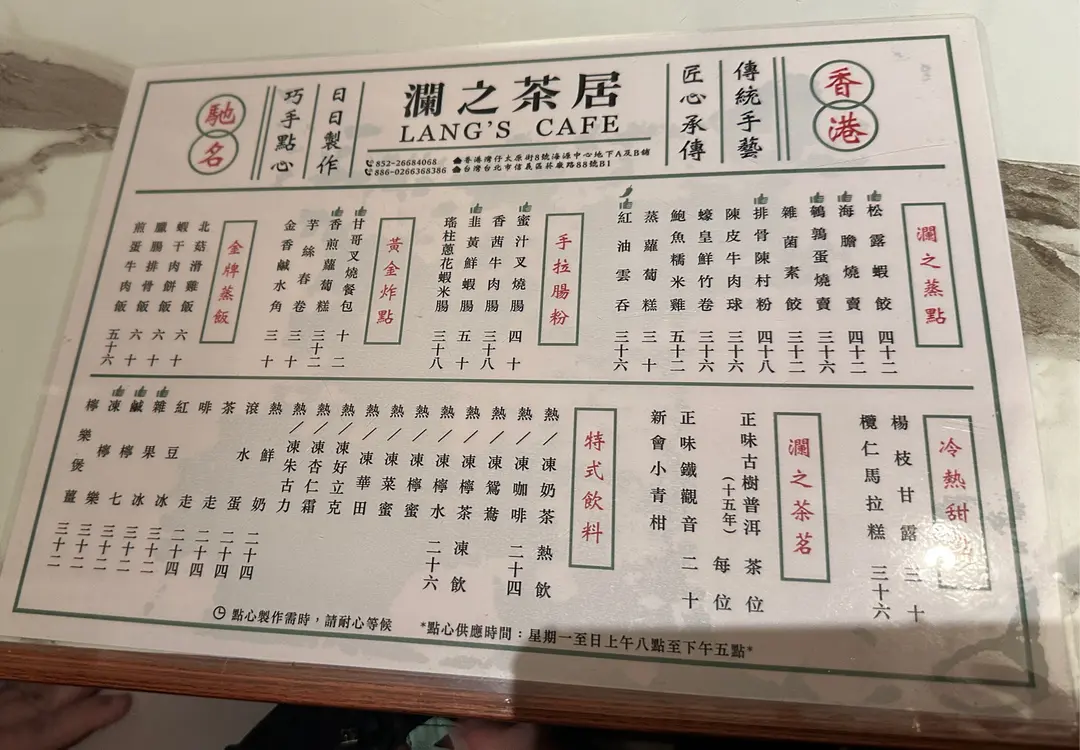 香港
傳統手藝
匠心承傳
瀾之茶居
LANG'S CAFE
852-26684068 香港灣仔太原街8號海源中心地下A及B舖
886-0266368386 台灣台北市信義區菸廠路88號B1
日日製作
巧手點心
馳名
瀾之蒸點
松露蝦餃 四十二
海膽燒賣 四十二
鵪鶉蛋燒賣 三十六
雜菌素餃 三十二
排骨陳村粉 四十八
陳皮牛肉球 三十六
蠔皇鮮竹卷 三十六
鮑魚糯米雞 五十二
蒸蘿蔔糕 三十
紅油雲吞 三十六
手拉腸粉
蜜汁叉燒腸 四十
香茜牛肉腸 三十八
韭黃鮮蝦腸 五十
瑤柱蔥花蝦米腸 三十八
黃金炸點
甘哥叉燒餐包 十二
香煎蘿蔔糕 三十二
芋絲春卷 三十
金香鹹水角 三十
金牌蒸飯
北菇滑雞飯 六十
蝦干肉餅飯 六十
臘腸排骨飯 六十
煎蛋牛肉飯 五十六
冷熱甜
楊枝甘露 三十
欖仁馬拉糕 三十六
瀾之茶茗
正味古樹普洱 茶位
(十五年) 每位
正味鐵觀音 二十
新會小青柑
特式飲料
熱/凍奶茶 熱飲
熱/凍咖啡 二十四
熱/凍鴛鴦
熱/凍檸茶 凍飲
熱/凍檸水 二十六
熱/凍檸蜜
熱/凍菜蜜
熱/凍華田
熱/凍好立克
熱/凍杏仁霜
熱/凍朱古力
熱鮮奶 二十四
滾水蛋 二十四
茶走 二十四
啡走 二十四
紅豆冰 三十二
雜果冰 三十二
鹹檸七 三十二
凍檸樂 三十二
檸樂煲薑 三十二
點心製作需時，請耐心等候 *點心供應時間：星期一至日上午八點至下午五點*